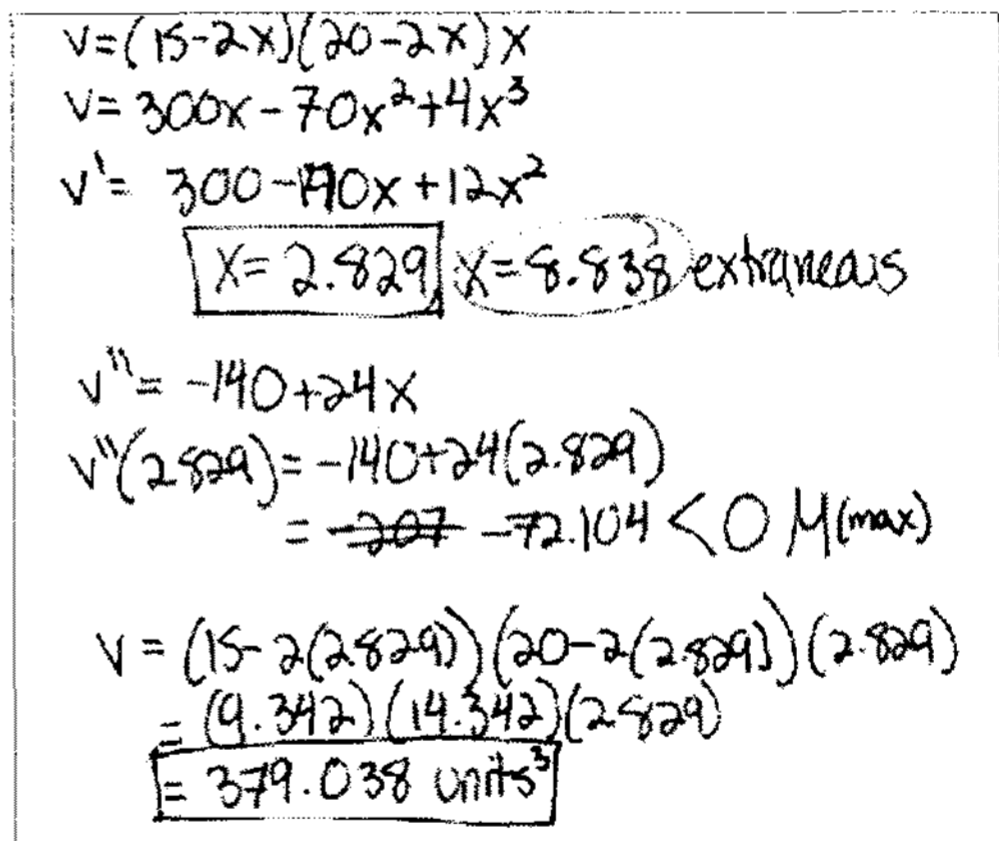 V=(15-2x)(20-2x)x
V= 300x-70x²+4x³
V'= 300-140x+12x²
x= 2.829 x=8.838 extraneous
V''= -140+24x
V''(2.829)= -140+24(2.829)
= -207 -72.104 < 0 M(max)
V = (15-2(2.829))(20-2(2.829))(2.829)
= (9.342)(14.342)(2.829)
= 379.038 units³